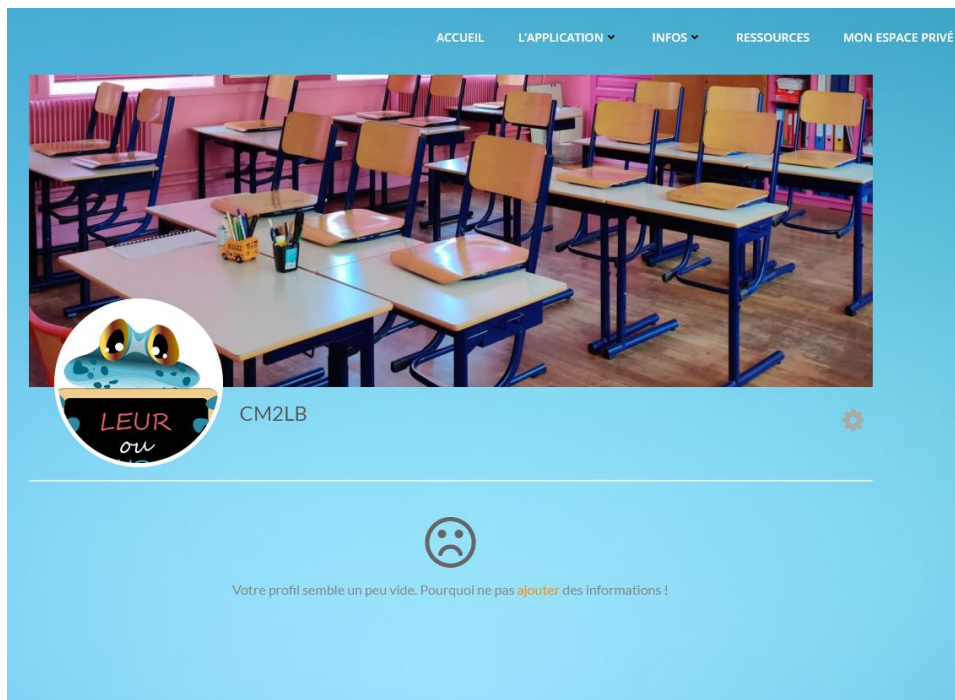 ACCUEIL L'APPLICATION INFOS RESSOURCES MON ESPACE PRIVÉ
LEUR
ou
CM2LB
Votre profil semble un peu vide. Pourquoi ne pas ajouter des informations !